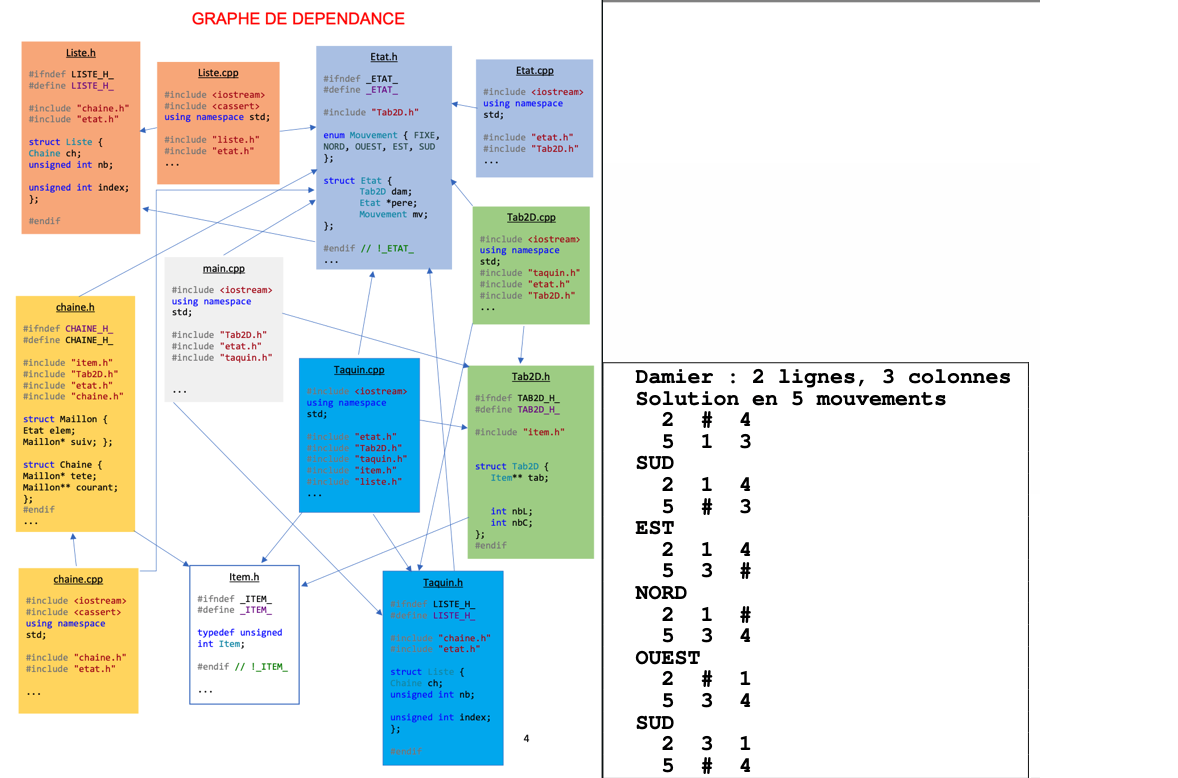 GRAPHE DE DEPENDANCE
Liste.h
#ifndef LISTE_H_
#define LISTE_H_
#include "chaine.h"
#include "etat.h"
struct Liste {
Chaine ch;
unsigned int nb;
unsigned int index;
};
#endif
Liste.cpp
#include <iostream>
#include <cassert>
using namespace std;
#include "liste.h"
#include "etat.h"
...
Etat.h
#ifndef _ETAT_
#define _ETAT_
#include "Tab2D.h"
enum Mouvement { FIXE,
NORD, OUEST, EST, SUD
};
struct Etat {
Tab2D dam;
Etat *pere;
Mouvement mv;
};
#endif // !_ETAT_
...
Etat.cpp
#include <iostream>
using namespace
std;
#include "etat.h"
#include "Tab2D.h"
...
Tab2D.cpp
#include <iostream>
using namespace
std;
#include "taquin.h"
#include "etat.h"
#include "Tab2D.h"
...
main.cpp
#include <iostream>
using namespace
std;
#include "Tab2D.h"
#include "etat.h"
#include "taquin.h"
...
chaine.h
#ifndef CHAINE_H_
#define CHAINE_H_
#include "item.h"
#include "Tab2D.h"
#include "etat.h"
#include "chaine.h"
struct Maillon {
Etat elem;
Maillon* suiv; };
struct Chaine {
Maillon* tete;
Maillon** courant;
};
#endif
...
Taquin.cpp
#include <iostream>
using namespace
std;
#include "etat.h"
#include "Tab2D.h"
#include "taquin.h"
#include "item.h"
#include "liste.h"
...
Tab2D.h
#ifndef TAB2D_H_
#define TAB2D_H_
#include "item.h"
struct Tab2D {
Item** tab;
int nbL;
int nbC;
};
#endif
chaine.cpp
#include <iostream>
#include <cassert>
using namespace
std;
#include "chaine.h"
#include "etat.h"
...
Item.h
#ifndef _ITEM_
#define _ITEM_
typedef unsigned
int Item;
#endif // !_ITEM_
...
Taquin.h
#ifndef LISTE_H_
#define LISTE_H_
#include "chaine.h"
#include "etat.h"
struct Liste {
Chaine ch;
unsigned int nb;
unsigned int index;
};
#endif
4
Damier : 2 lignes, 3 colonnes
Solution en 5 mouvements
2 # 4
5 1 3
SUD
2 1 4
5 # 3
EST
2 1 4
5 3 #
NORD
2 1 #
5 3 4
OUEST
2 # 1
5 3 4
SUD
2 3 1
5 # 4